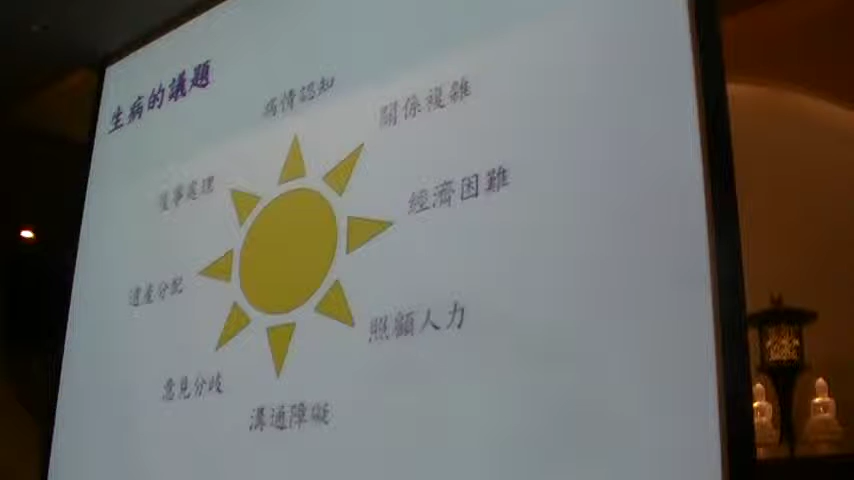 生病的議題
病情認知
關係複雜
經濟困難
照顧人力
溝通障礙
意見分歧
遺產分配
後事處理